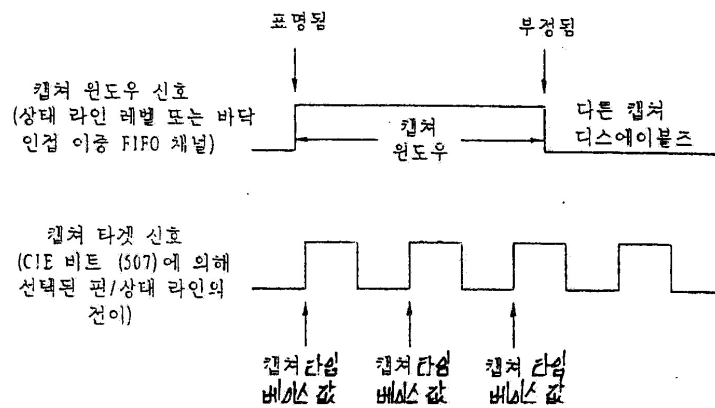 표명됨
부정됨
캡쳐 윈도우 신호
(상태 라인 레벨 또는 바닥
인접 이중 FIFO 채널)
캡쳐
윈도우
다른 캡쳐
디스에이블즈
캡쳐 타겟 신호
(CIE 비트 (507)에 의해
선택된 핀/상태 라인의
전이)
캡쳐 타임
베이스 값
캡쳐 타임
베이스 값
캡쳐 타임
베이스 값